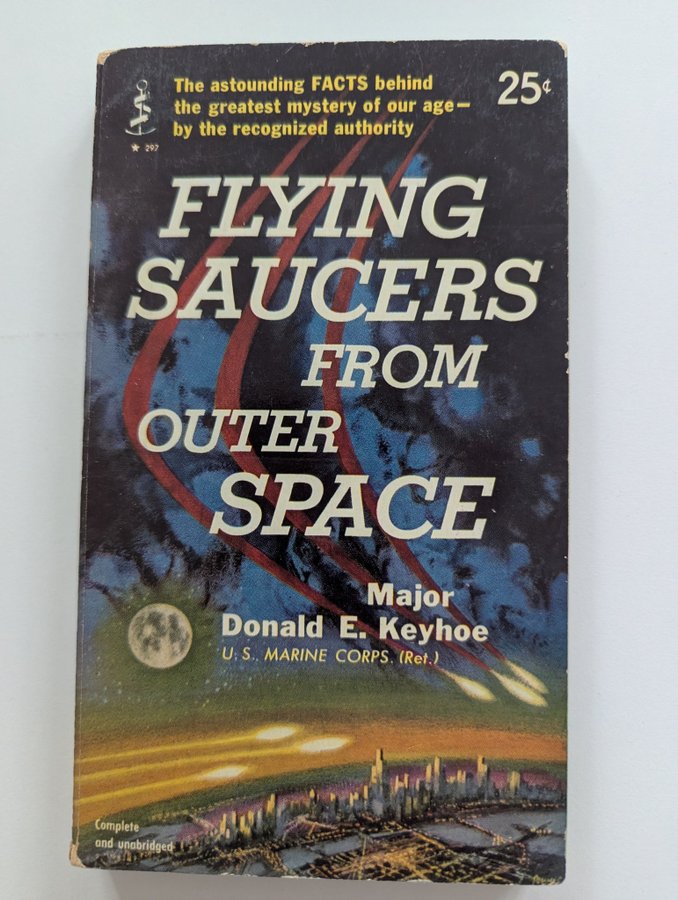 The astounding FACTS behind
the greatest mystery of our age—
by the recognized authority
25¢
★ 297
FLYING
SAUCERS
FROM
OUTER
SPACE
Major
Donald E. Keyhoe
U. S. MARINE CORPS. (Ret.)
Complete
and unabridged